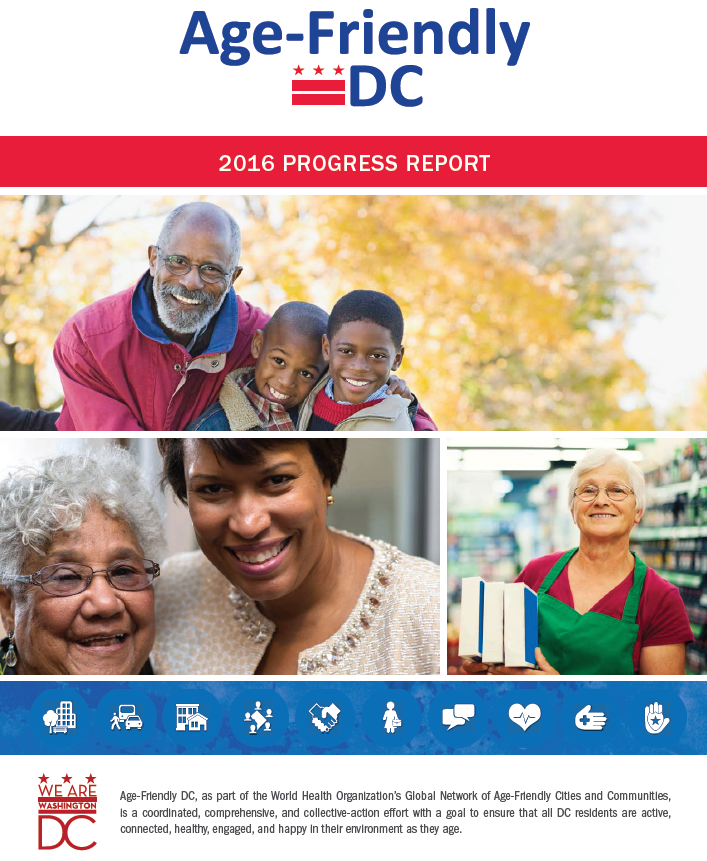 Age-Friendly
DC
2016 PROGRESS REPORT
WE ARE
WASHINGTON
DC
Age-Friendly DC, as part of the World Health Organization's Global Network of Age-Friendly Cities and Communities,
is a coordinated, comprehensive, and collective-action effort with a goal to ensure that all DC residents are active,
connected, healthy, engaged, and happy in their environment as they age.